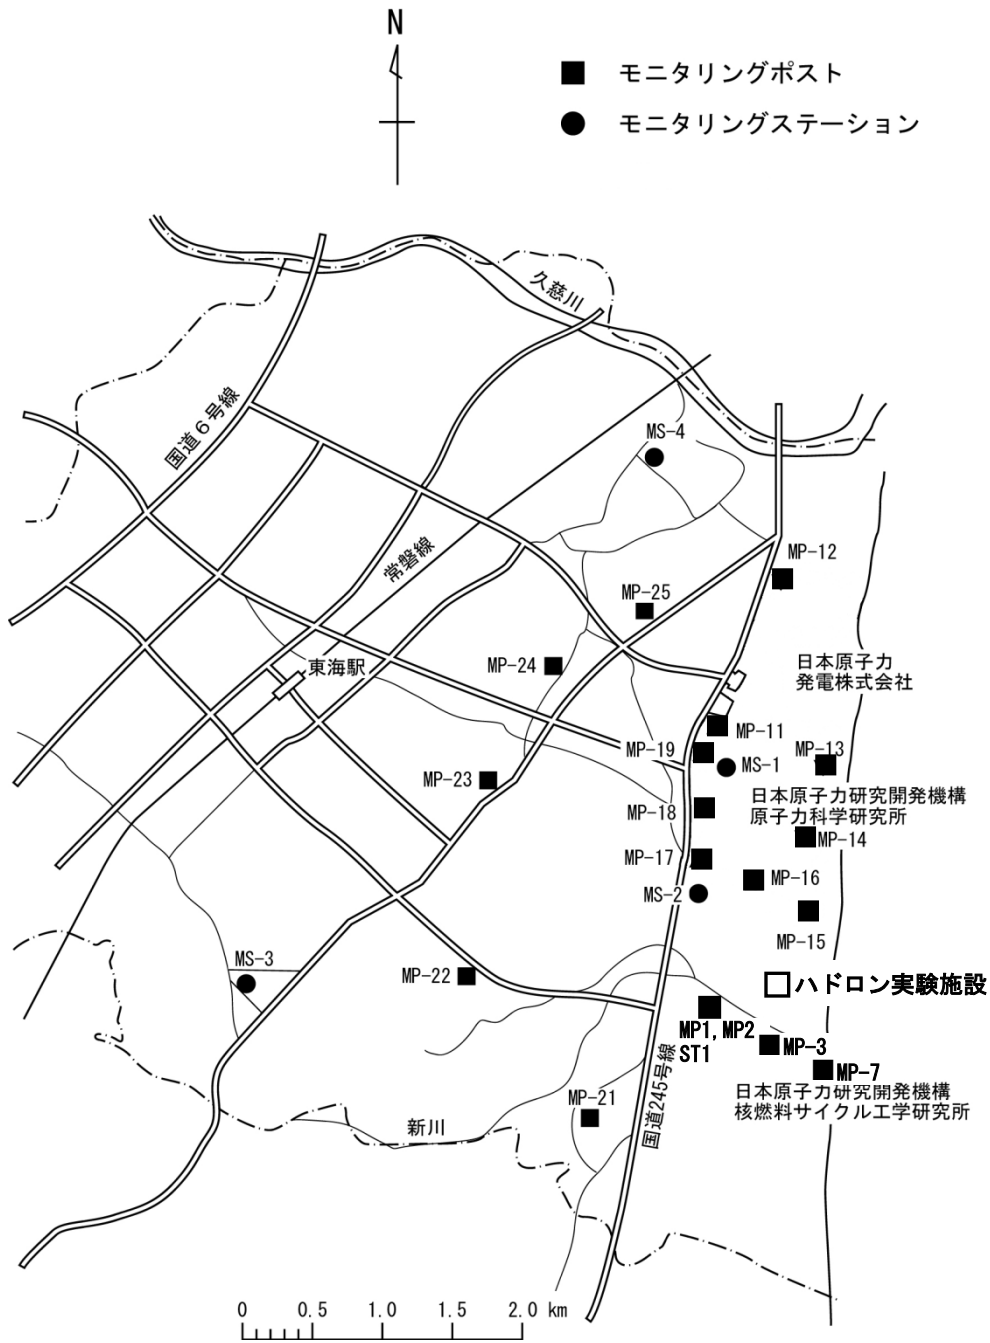 N
モニタリングポスト
モニタリングステーション
久慈川
国道6号線
MS-4
常磐線
MP-12
MP-25
MP-24
東海駅
日本原子力
発電株式会社
MP-11
MP-19
MS-1
MP-13
MP-23
日本原子力研究開発機構
原子力科学研究所
MP-18
MP-14
MP-17
MP-16
MS-2
MP-15
MS-3
MP-22
ハドロン実験施設
MP1, MP2
ST1
MP-3
MP-7
日本原子力研究開発機構
核燃料サイクル工学研究所
国道245号線
MP-21
新川
0 0.5 1.0 1.5 2.0 km